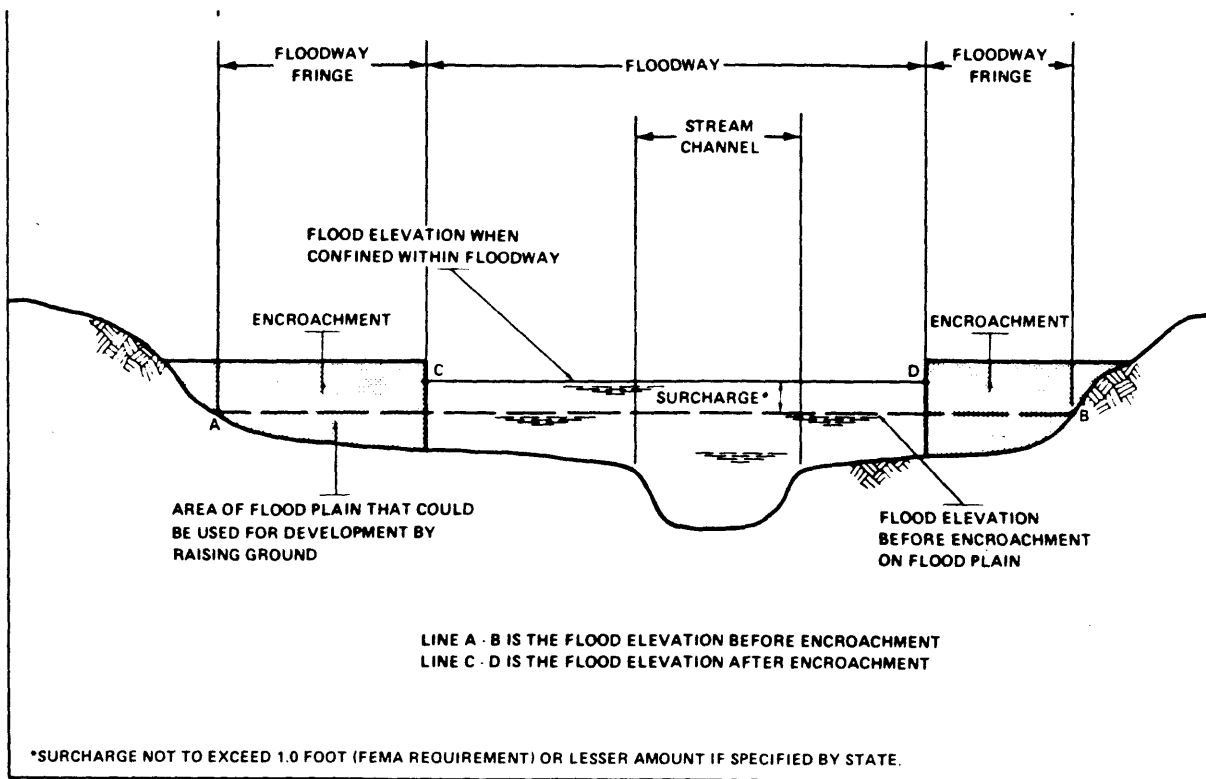 FLOODWAY
FRINGE
FLOODWAY
FLOODWAY
FRINGE
STREAM
CHANNEL
FLOOD ELEVATION WHEN
CONFINED WITHIN FLOODWAY
ENCROACHMENT
ENCROACHMENT
C
D
SURCHARGE*
A
B
AREA OF FLOOD PLAIN THAT COULD
BE USED FOR DEVELOPMENT BY
RAISING GROUND
FLOOD ELEVATION
BEFORE ENCROACHMENT
ON FLOOD PLAIN
LINE A - B IS THE FLOOD ELEVATION BEFORE ENCROACHMENT
LINE C - D IS THE FLOOD ELEVATION AFTER ENCROACHMENT
*SURCHARGE NOT TO EXCEED 1.0 FOOT (FEMA REQUIREMENT) OR LESSER AMOUNT IF SPECIFIED BY STATE.